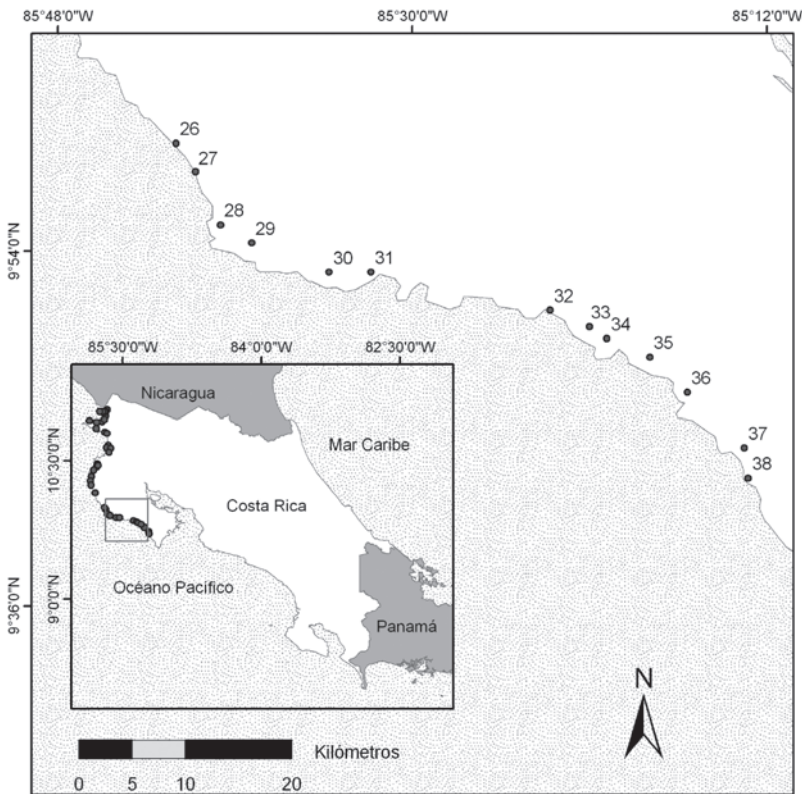 85°48'0"W 85°30'0"W 85°12'0"W
26
27
28
29
9°54'0"N
30 31
32
33
34
35
36
37
38
85°30'0"W 84°0'0"W 82°30'0"W
Nicaragua
Mar Caribe
10°30'0"N
Costa Rica
Océano Pacífico
9°0'0"N
9°36'0"N
Panamá
N
Kilómetros
0 5 10 20